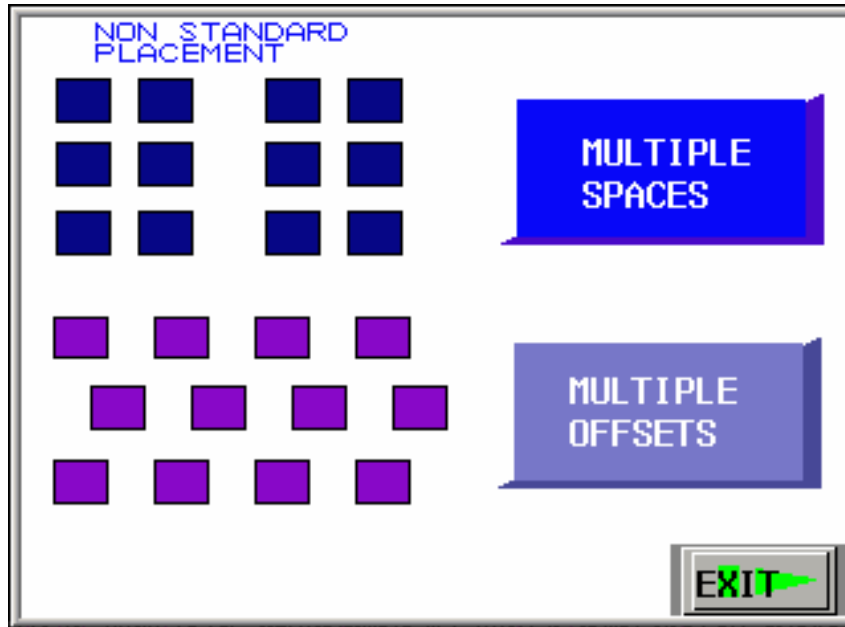 NON STANDARD
PLACEMENT
MULTIPLE
SPACES
MULTIPLE
OFFSETS
EXIT